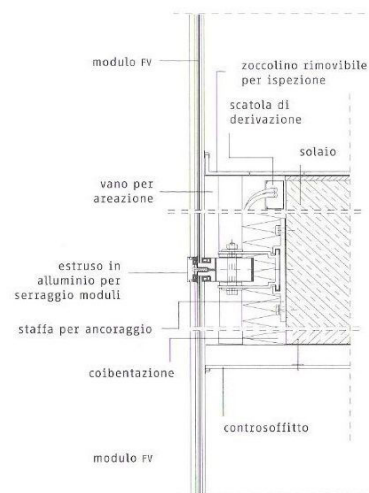 modulo FV
zoccolino rimovibile
per ispezione
scatola di
derivazione
solaio
vano per
areazione
estruso in
alluminio per
serraggio moduli
staffa per ancoraggio
coibentazione
controsoffitto
modulo FV